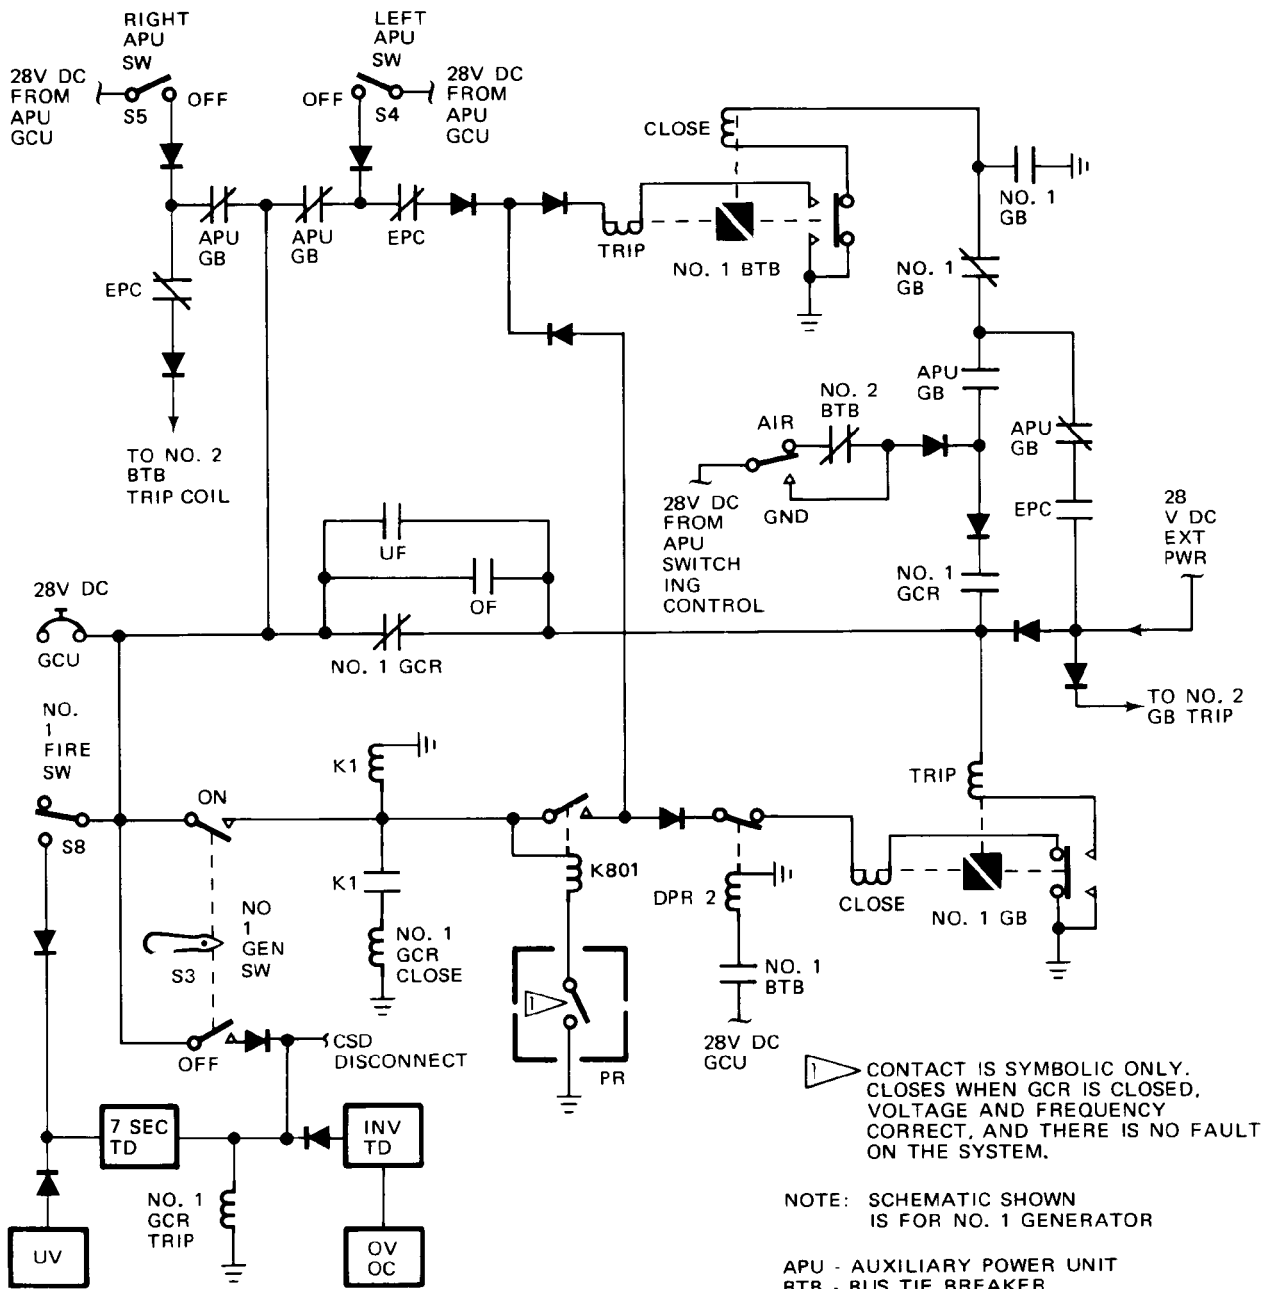 RIGHT
APU
SW
LEFT
APU
SW
28V DC
FROM
APU
GCU
S5
OFF
OFF
S4
28V DC
FROM
APU
GCU
CLOSE
NO. 1
GB
APU
GB
APU
GB
EPC
TRIP
NO. 1 BTB
NO. 1
GB
EPC
TO NO. 2
BTB
TRIP COIL
APU
GB
NO. 2
BTB
AIR
APU
GB
28V DC
FROM
APU
SWITCH
ING
CONTROL
GND
EPC
28
V DC
EXT
PWR
UF
OF
NO. 1
GCR
28V DC
GCU
NO. 1 GCR
TO NO. 2
GB TRIP
NO.
1
FIRE
SW
K1
TRIP
ON
S8
K1
K801
DPR 2
CLOSE
NO. 1 GB
NO
1
GEN
SW
S3
NO. 1
GCR
CLOSE
NO. 1
BTB
1
28V DC
GCU
OFF
CSD
DISCONNECT
PR
1 CONTACT IS SYMBOLIC ONLY.
CLOSES WHEN GCR IS CLOSED,
VOLTAGE AND FREQUENCY
CORRECT, AND THERE IS NO FAULT
ON THE SYSTEM.
7 SEC
TD
INV
TD
NO. 1
GCR
TRIP
UV
OV
OC
NOTE: SCHEMATIC SHOWN
IS FOR NO. 1 GENERATOR
APU - AUXILIARY POWER UNIT
BTB - BUS TIE BREAKER